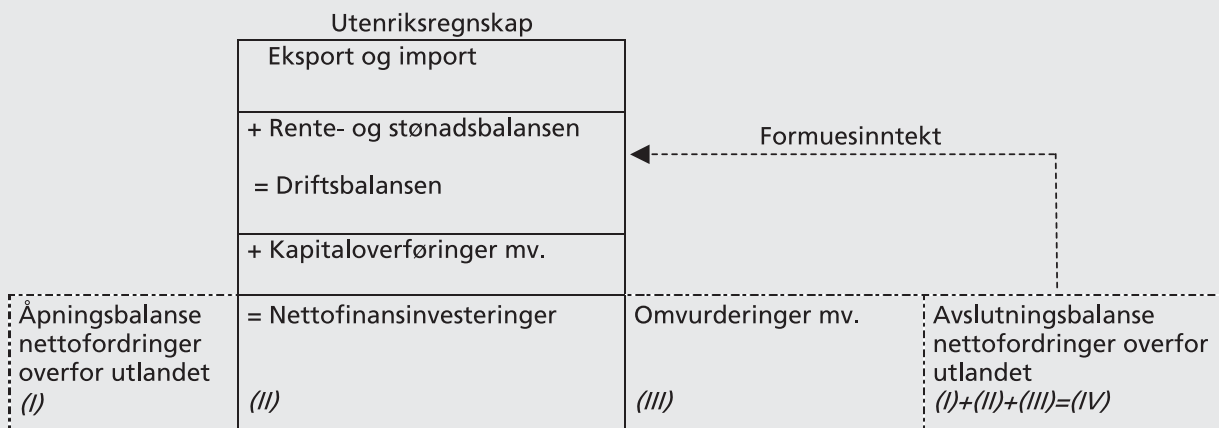 Utenriksregnskap
Eksport og import
+ Rente- og stønadsbalansen
= Driftsbalansen
Formuesinntekt
+ Kapitaloverføringer mv.
Åpningsbalanse
nettofordringer
overfor utlandet
(I)
= Nettofinansinvesteringer
(II)
Omvurderinger mv.
(III)
Avslutningsbalanse
nettofordringer overfor
utlandet
(I)+(II)+(III)=(IV)